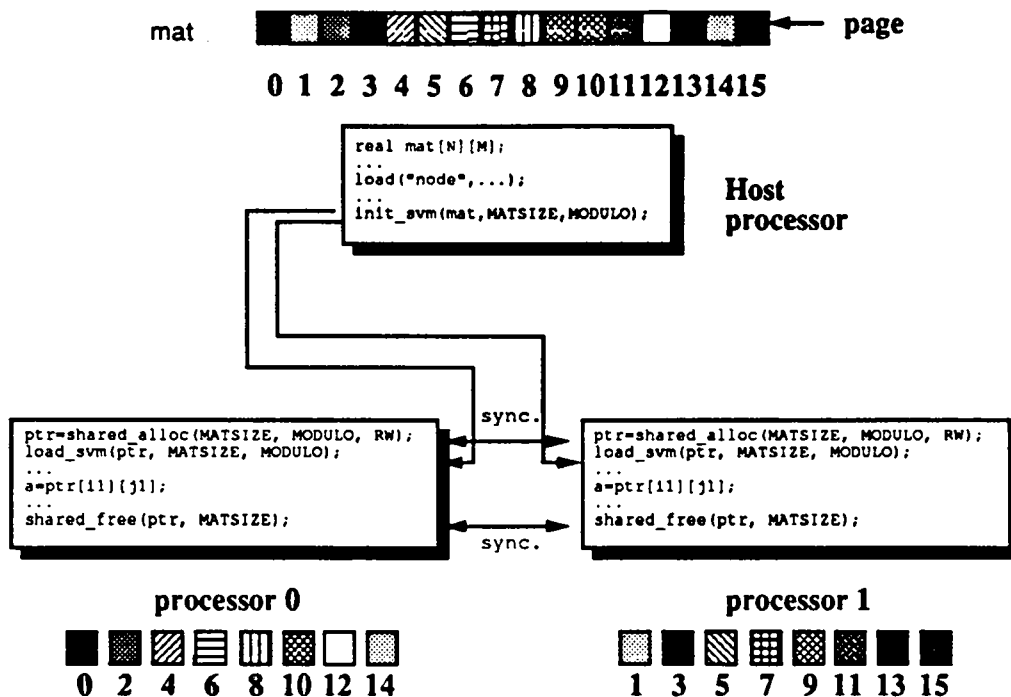 mat
page
0 1 2 3 4 5 6 7 8 9 10 11 12 13 14 15
real mat[N][M];
...
load("node",...);
...
init_svm(mat,MATSIZE,MODULO);
Host
processor
sync.
ptr=shared_alloc(MATSIZE, MODULO, RW);
load_svm(ptr, MATSIZE, MODULO);
...
a=ptr[i1][j1];
...
shared_free(ptr, MATSIZE);
ptr=shared_alloc(MATSIZE, MODULO, RW);
load_svm(ptr, MATSIZE, MODULO);
...
a=ptr[i1][j1];
...
shared_free(ptr, MATSIZE);
sync.
processor 0
processor 1
0 2 4 6 8 10 12 14
1 3 5 7 9 11 13 15